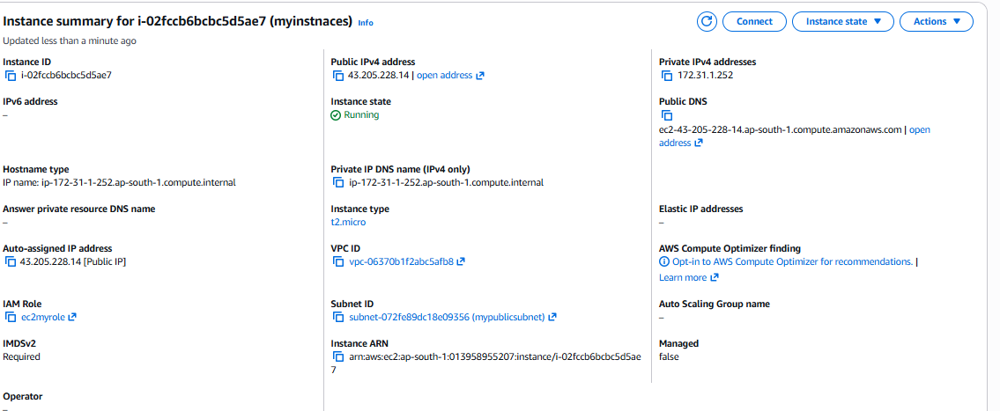 Instance summary for i-02fccb6bcbc5d5ae7 (myinstnaces) Info
Connect
Instance state
Actions
Updated less than a minute ago
Instance ID
i-02fccb6bcbc5d5ae7
Public IPv4 address
43.205.228.14 | open address
Private IPv4 addresses
172.31.1.252
IPv6 address
–
Instance state
Running
Public DNS
ec2-43-205-228-14.ap-south-1.compute.amazonaws.com | open
address
Hostname type
IP name: ip-172-31-1-252.ap-south-1.compute.internal
Private IP DNS name (IPv4 only)
ip-172-31-1-252.ap-south-1.compute.internal
Answer private resource DNS name
–
Instance type
t2.micro
Elastic IP addresses
–
Auto-assigned IP address
43.205.228.14 [Public IP]
VPC ID
vpc-06370b1f2abc5afb8
AWS Compute Optimizer finding
Opt-in to AWS Compute Optimizer for recommendations. |
Learn more
IAM Role
ec2myrole
Subnet ID
subnet-072fe89dc18e09356 (mypublicsubnet)
Auto Scaling Group name
–
IMDSv2
Required
Instance ARN
arn:aws:ec2:ap-south-1:013958955207:instance/i-02fccb6bcbc5d5ae
7
Managed
false
Operator
–